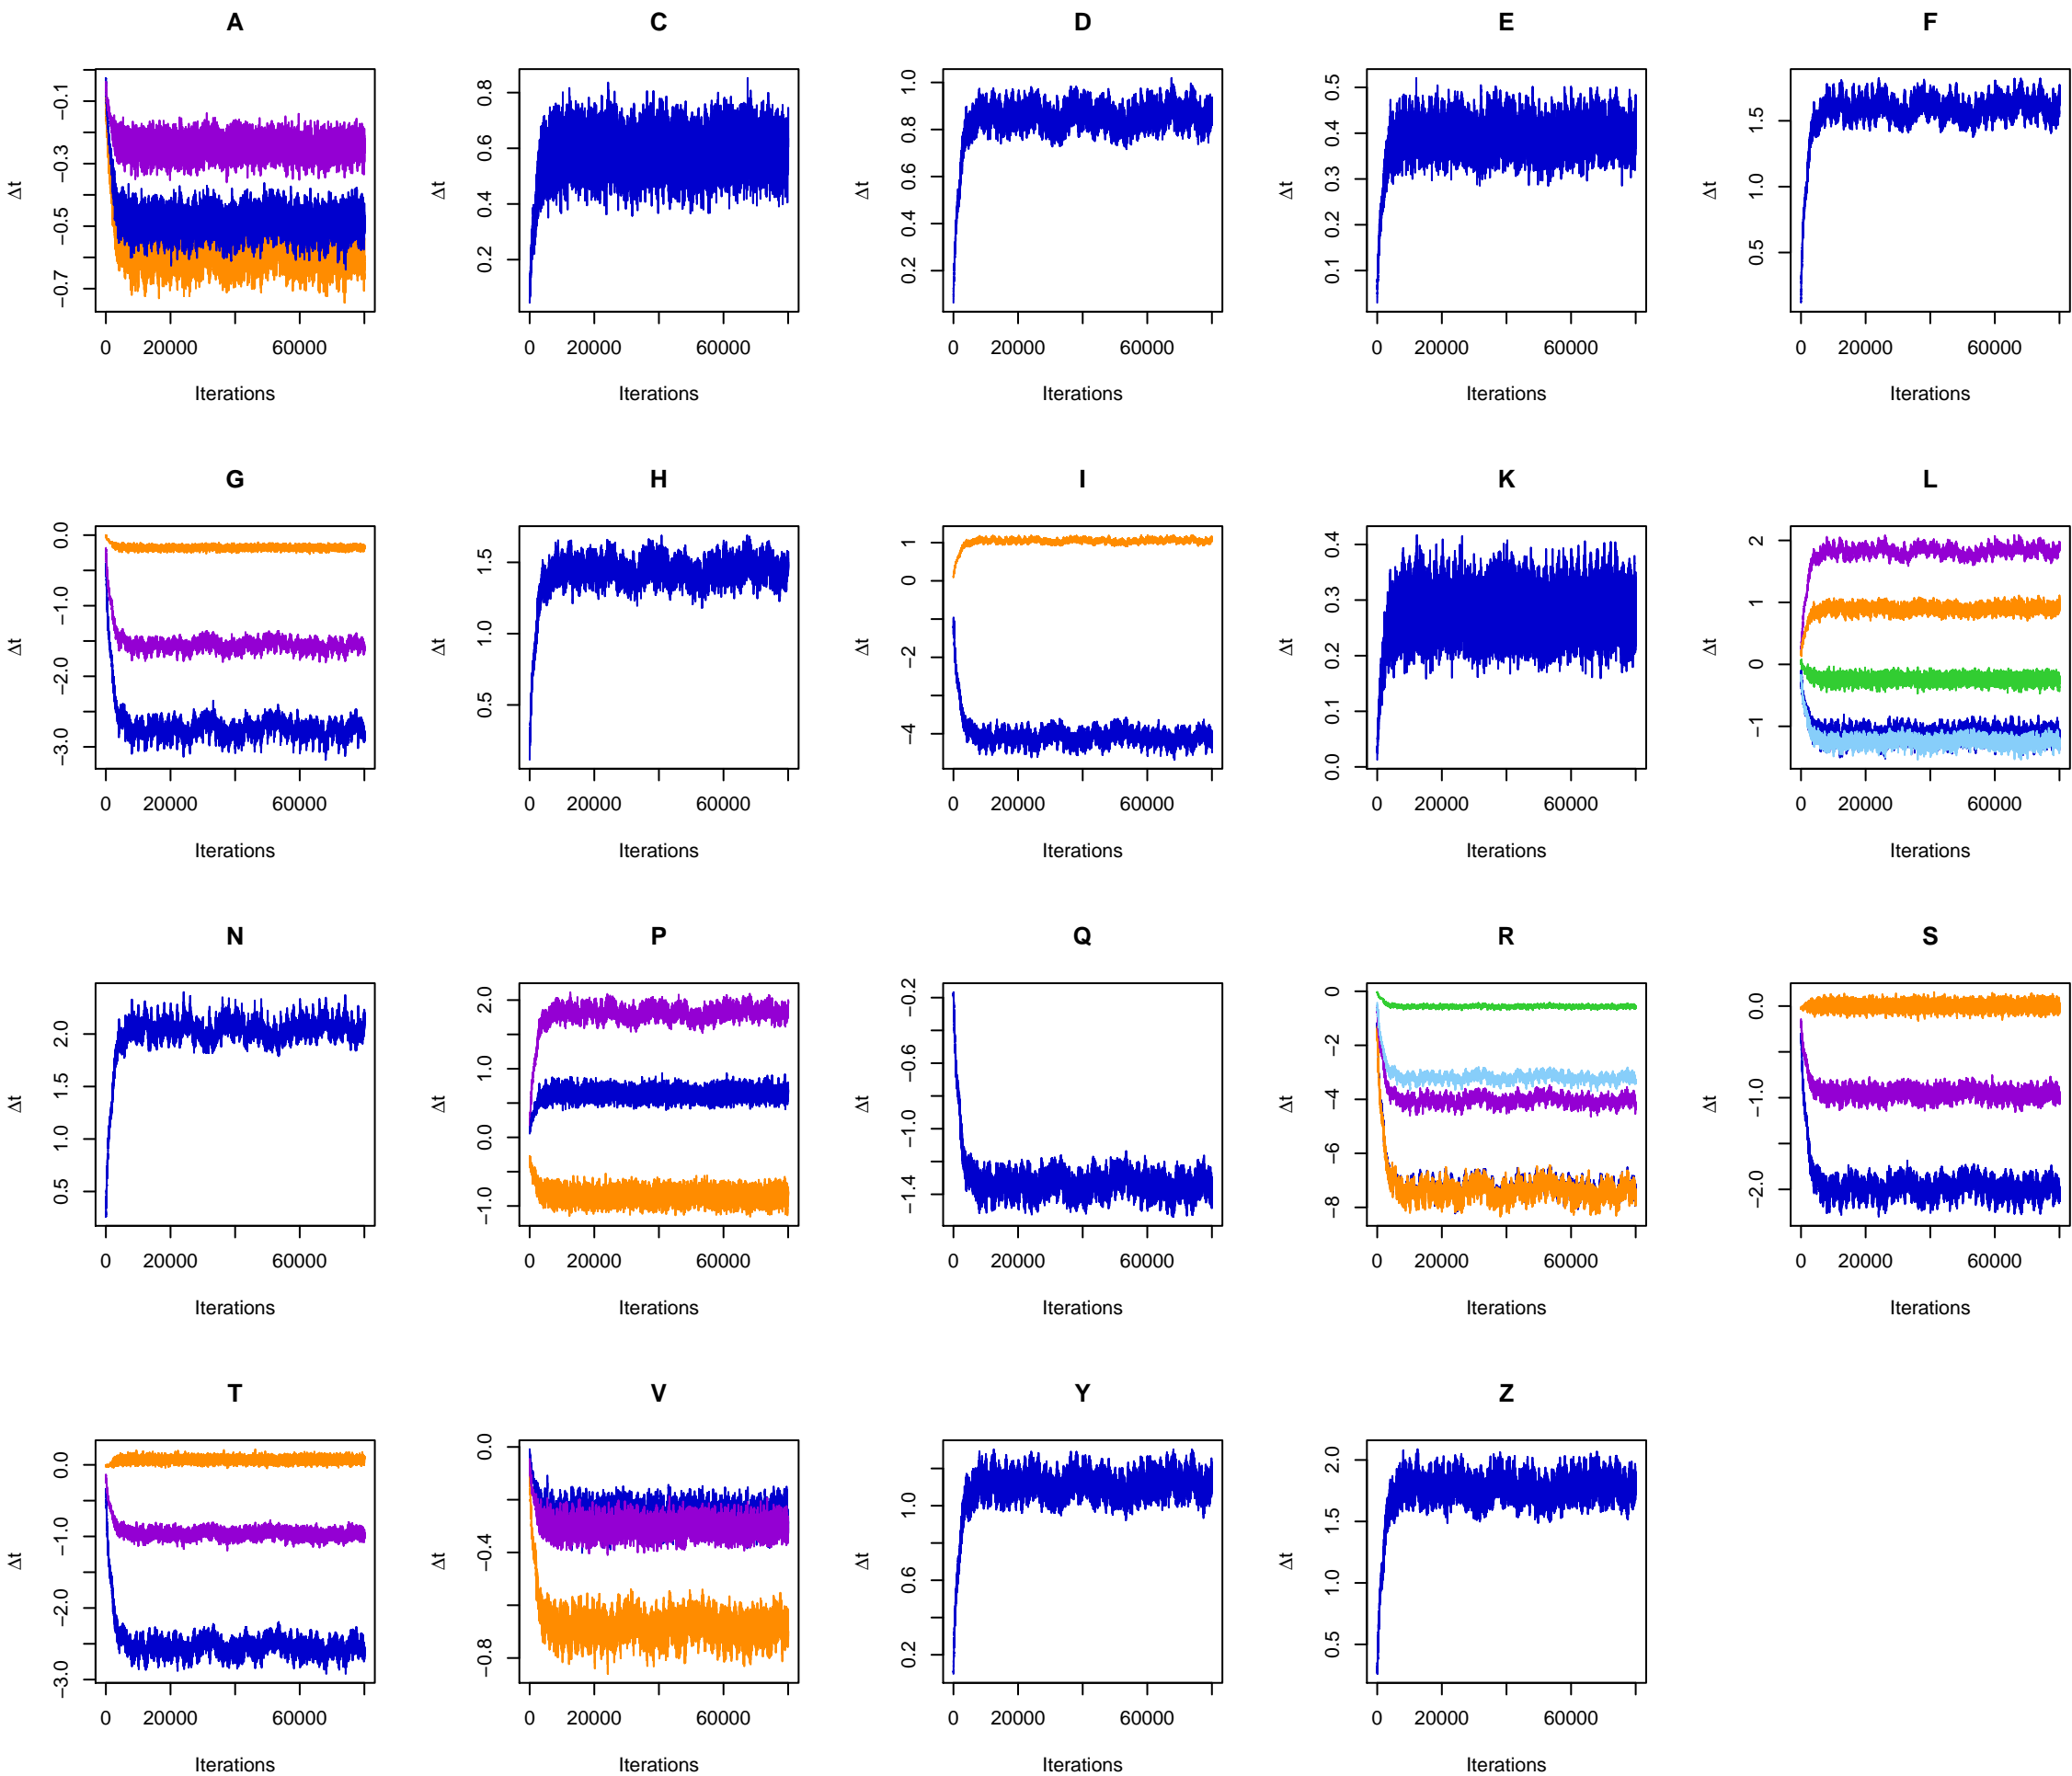 A C D E F
Δt -0.7 -0.5 -0.3 -0.1 Δt 0.2 0.4 0.6 0.8 Δt 0.2 0.4 0.6 0.8 1.0 Δt 0.1 0.2 0.3 0.4 0.5 Δt 0.5 1.0 1.5
0 20000 60000 0 20000 60000 0 20000 60000 0 20000 60000 0 20000 60000
Iterations Iterations Iterations Iterations Iterations
G H I K L
Δt -3.0 -2.0 -1.0 0.0 Δt 0.5 1.0 1.5 Δt -4 -2 0 1 Δt 0.0 0.1 0.2 0.3 0.4 Δt -1 0 1 2
0 20000 60000 0 20000 60000 0 20000 60000 0 20000 60000 0 20000 60000
Iterations Iterations Iterations Iterations Iterations
N P Q R S
Δt 0.5 1.0 1.5 2.0 Δt -1.0 0.0 1.0 2.0 Δt -1.4 -1.0 -0.6 -0.2 Δt -8 -6 -4 -2 0 Δt -2.0 -1.0 0.0
0 20000 60000 0 20000 60000 0 20000 60000 0 20000 60000 0 20000 60000
Iterations Iterations Iterations Iterations Iterations
T V Y Z
Δt -3.0 -2.0 -1.0 0.0 Δt -0.8 -0.4 0.0 Δt 0.2 0.6 1.0 Δt 0.5 1.0 1.5 2.0
0 20000 60000 0 20000 60000 0 20000 60000 0 20000 60000
Iterations Iterations Iterations Iterations